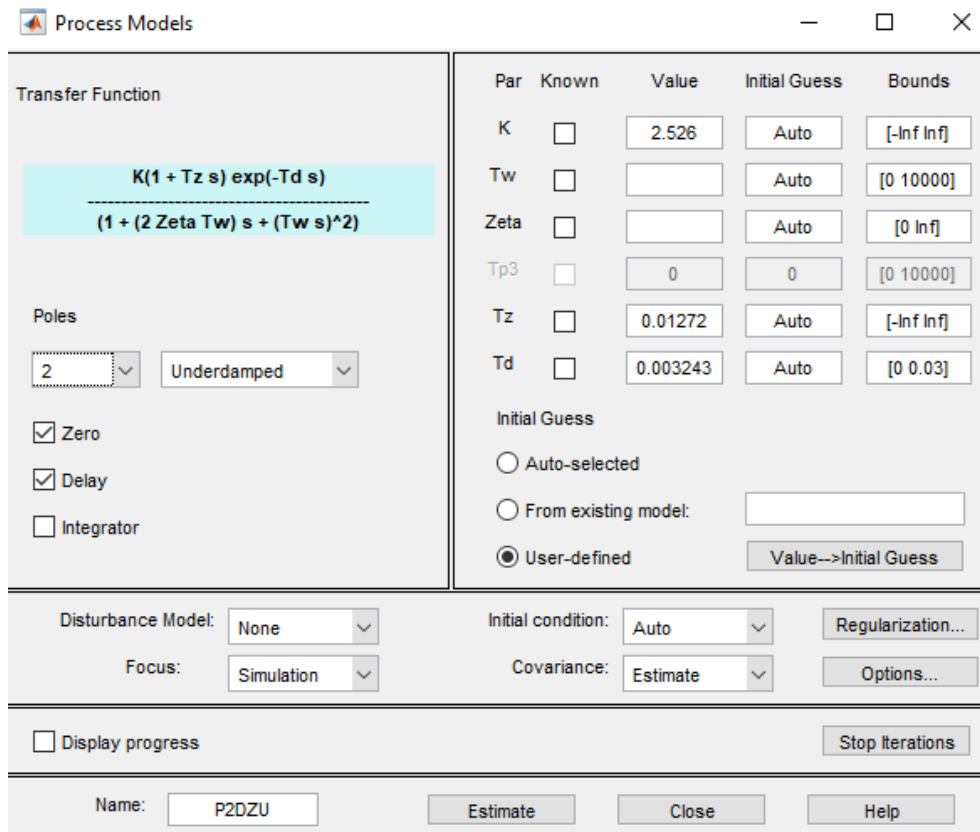 Process Models
Transfer Function
K(1 + Tz s) exp(-Td s)
------------------------------------------
(1 + (2 Zeta Tw) s + (Tw s)^2)
Poles
2 Underdamped
Zero
Delay
Integrator
Par Known Value Initial Guess Bounds
K 2.526 Auto [-Inf Inf]
Tw Auto [0 10000]
Zeta Auto [0 Inf]
Tp3 0 0 [0 10000]
Tz 0.01272 Auto [-Inf Inf]
Td 0.003243 Auto [0 0.03]
Initial Guess
Auto-selected
From existing model:
User-defined Value-->Initial Guess
Disturbance Model: None Initial condition: Auto Regularization...
Focus: Simulation Covariance: Estimate Options...
Display progress Stop Iterations
Name: P2DZU Estimate Close Help